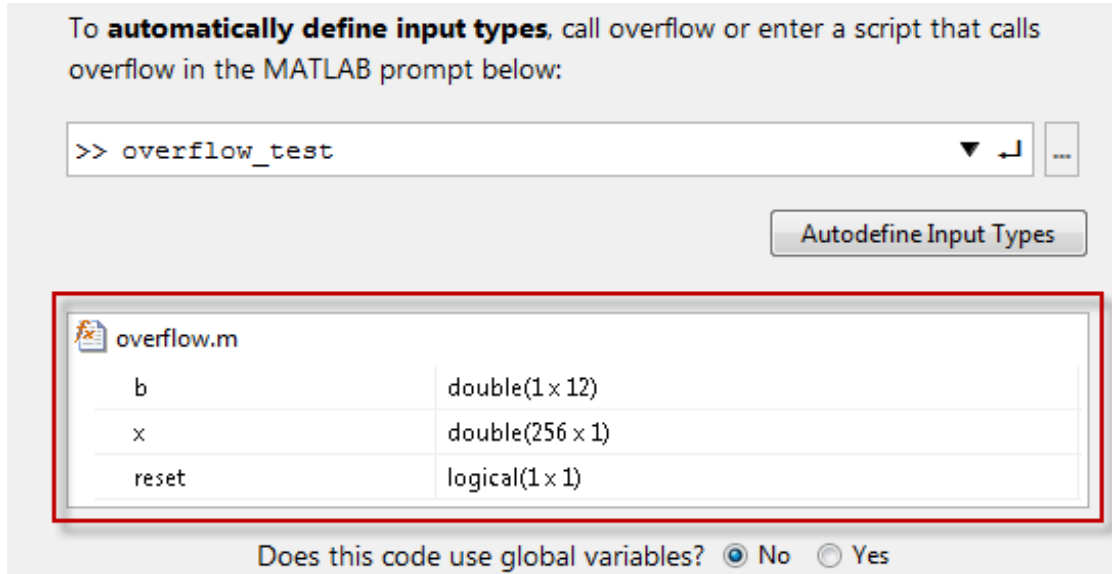 To automatically define input types, call overflow or enter a script that calls
overflow in the MATLAB prompt below:
>> overflow_test
...
Autodefine Input Types
overflow.m
b double(1 x 12)
x double(256 x 1)
reset logical(1 x 1)
Does this code use global variables? No Yes